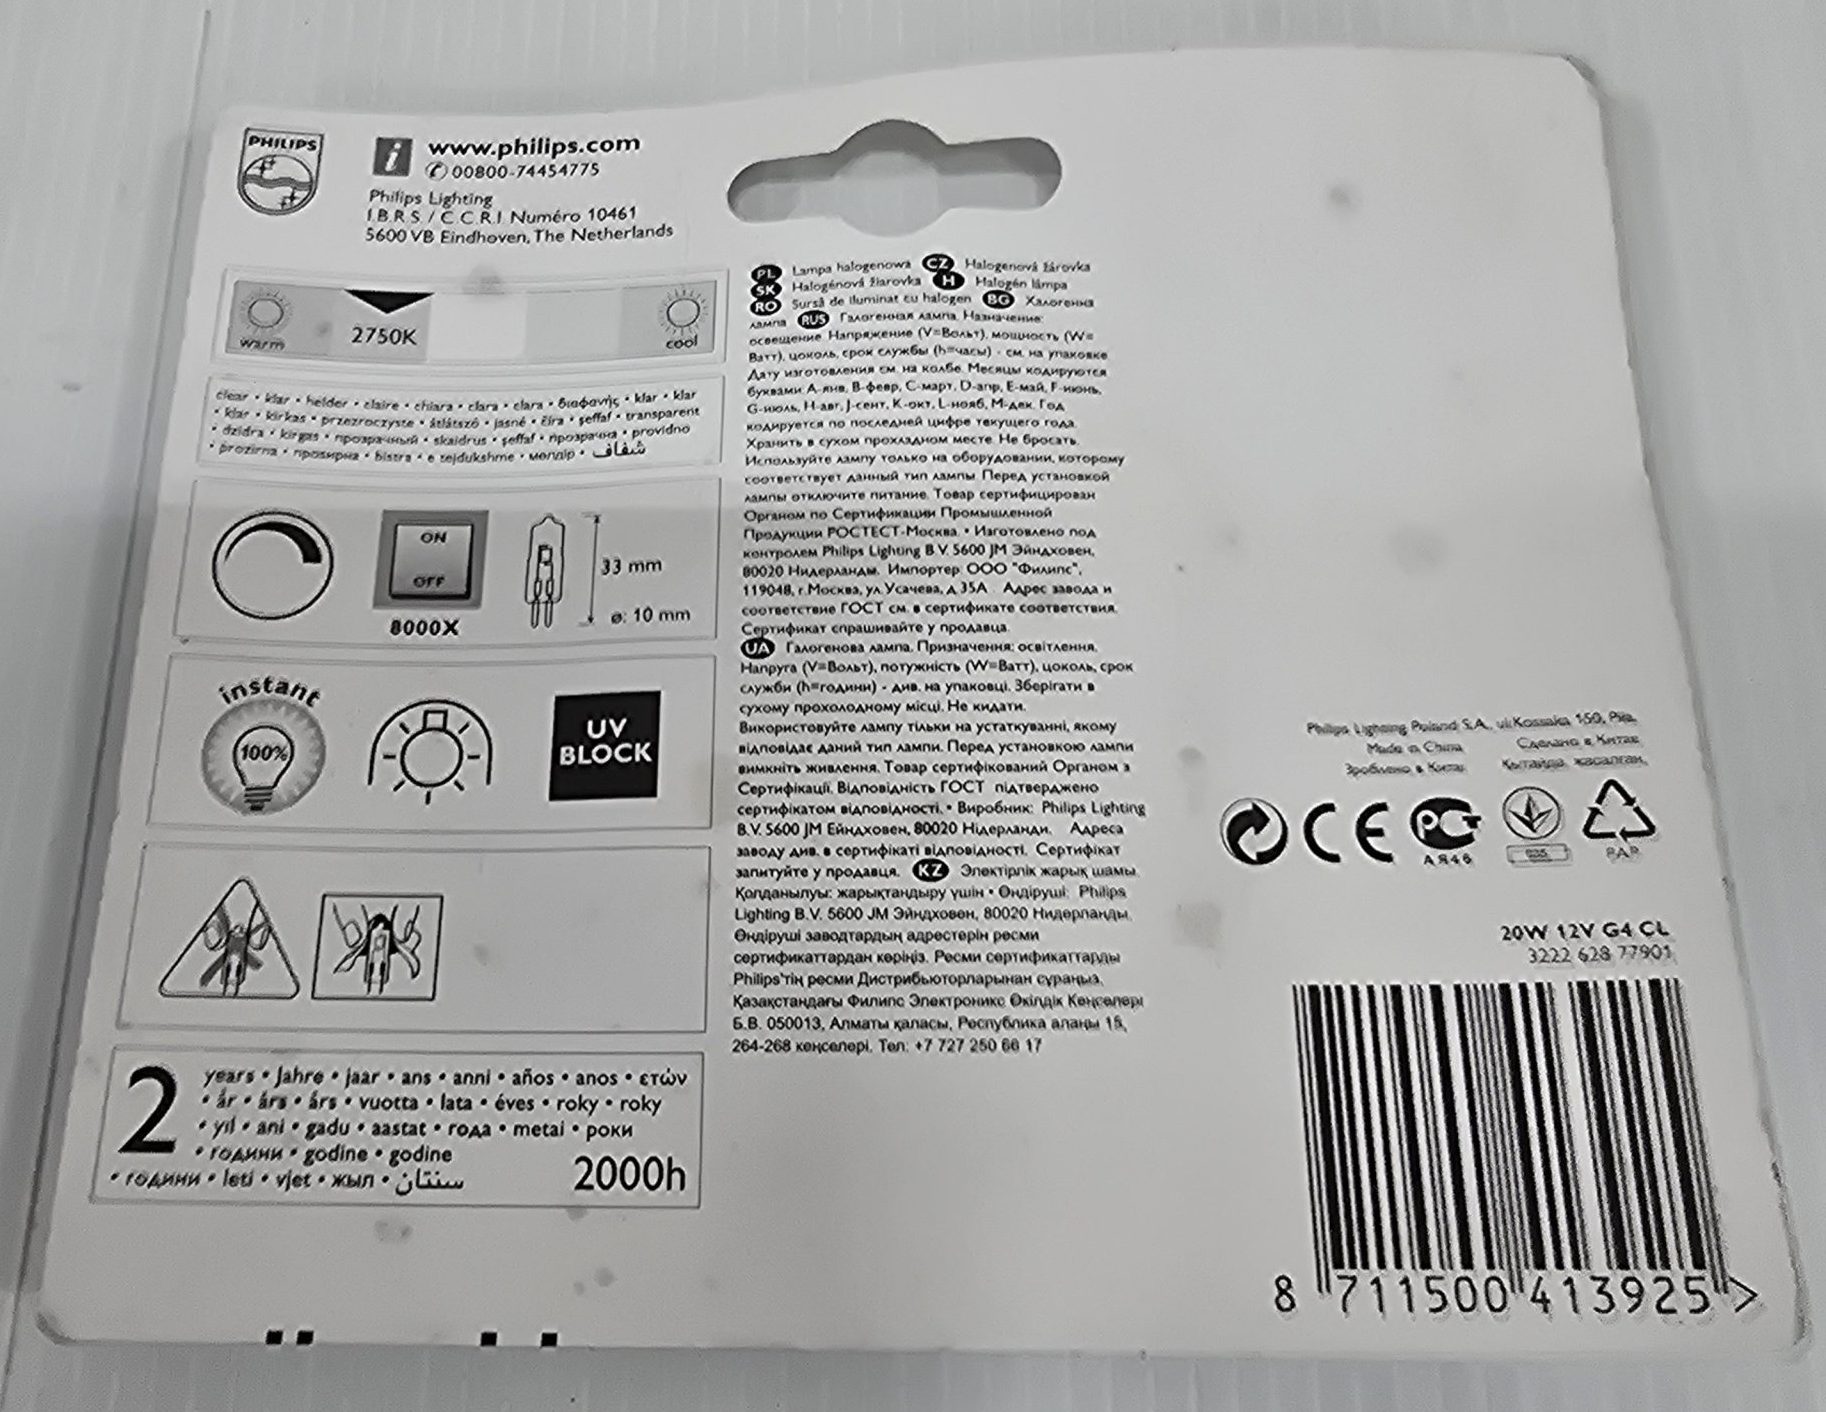 PHILIPS
www.philips.com
00800-74454775
Philips Lighting
I.B.R.S / C.C.R.I Numéro 10461
5600 VB Eindhoven, The Netherlands
warm
2750K
cool
clear • klar • helder • claire • chiara • clara • clara • διαφανής • klar • klar
• klar • kirkas • przezroczyste • átlátszó • jasné • číra • şeffaf • transparent
• dzidra • kirgas • прозрачный • skaidrus • şeffaf • прозрачна • providno
• prozirna • проѕирна • bistra • e tejdukshme • мөлдір • شفاف
ON
OFF
8000X
33 mm
ø: 10 mm
instant
100%
UV
BLOCK
2
years • Jahre • jaar • ans • anni • años • anos • ετών
• år • års • års • vuotta • lata • éves • roky • roky
• yıl • ani • gadu • aastat • года • metai • роки
• години • godine • godine
• години • leti • vjet • жыл • سنتان
2000h
PL Lampa halogenowa CZ Halogenová žárovka
SK Halogénová žiarovka H Halogén lámpa
RO Sursă de iluminat cu halogen BG Халогенна
лампа RUS Галогенная лампа. Назначение:
освещение Напряжение (V=Вольт), мощность (W=
Ватт), цоколь, срок службы (h=часы) - см. на упаковке
Дату изготовления см. на колбе. Месяцы кодируются
буквами А-янв, В-февр, С-март, D-апр, Е-май, F-июнь,
G-июль, Н-авг, J-сент, К-окт, L-нояб, М-дек. Год
кодируется по последней цифре текущего года.
Хранить в сухом прохладном месте. Не бросать.
Используйте лампу только на оборудовании, которому
соответствует данный тип лампы. Перед установкой
лампы отключите питание. Товар сертифицирован
Органом по Сертификации Промышленной
Продукции РОСТЕСТ-Москва. • Изготовлено под
контролем Philips Lighting B.V. 5600 JM Эйндховен,
80020 Нидерланды. Импортер: ООО "Филипс",
119048, г.Москва, ул.Усачева, д.35А Адрес завода и
соответствие ГОСТ см. в сертификате соответствия.
Сертификат спрашивайте у продавца.
UA Галогенова лампа. Призначення: освітлення.
Напруга (V=Вольт), потужність (W=Ватт), цоколь, срок
служби (h=години) - див. на упаковці. Зберігати в
сухому прохолодному місці. Не кидати.
Використовуйте лампу тільки на устаткуванні, якому
відповідає даний тип лампи. Перед установкою лампи
вимкніть живлення. Товар сертифікований Органом з
Сертифікації. Відповідність ГОСТ підтверджено
сертифікатом відповідності. • Виробник: Philips Lighting
B.V. 5600 JM Ейндховен, 80020 Нідерланди. Адреса
заводу див. в сертифікаті відповідності. Сертифікат
запитуйте у продавця. KZ Электірлік жарық шамы.
Қолданылуы: жарықтандыру үшін • Өндіруші: Philips
Lighting B.V. 5600 JM Эйндховен, 80020 Нидерланды.
Өндіруші заводтардың адрестерін ресми
сертификаттардан көріңіз. Ресми сертификаттарды
Philips'тің ресми Дистрибьюторларынан сұраңыз.
Қазақстандағы Филипс Электроникс Өкілдік Кеңселері
Б.В. 050013, Алматы қаласы, Республика алаңы 15,
264-268 кеңселері. Тел: +7 727 250 66 17
Philips Lighting Poland S.A., ul.Kossaka 150, Piła,
Made in China Сделано в Китае
Зроблено в Китаї Қытайда жасалған
CE
РСТ
АЯ46
PAP
20W 12V G4 CL
3222 628 77901
8 711500 413925 >